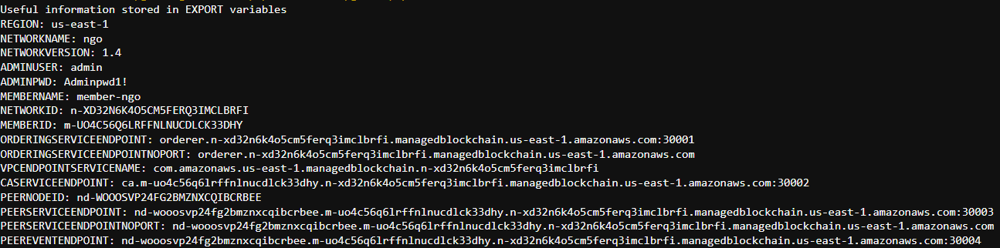 Useful information stored in EXPORT variables
REGION: us-east-1
NETWORKNAME: ngo
NETWORKVERSION: 1.4
ADMINUSER: admin
ADMINPWD: Adminpwd1!
MEMBERNAME: member-ngo
NETWORKID: n-XD32N6K4O5CM5FERQ3IMCLBRFI
MEMBERID: m-UO4C56Q6LRFFNLNUCDLCK33DHY
ORDERINGSERVICEENDPOINT: orderer.n-xd32n6k4o5cm5ferq3imclbrfi.managedblockchain.us-east-1.amazonaws.com:30001
ORDERINGSERVICEENDPOINTNOPORT: orderer.n-xd32n6k4o5cm5ferq3imclbrfi.managedblockchain.us-east-1.amazonaws.com
VPCENDPOINTSERVICENAME: com.amazonaws.us-east-1.managedblockchain.n-xd32n6k4o5cm5ferq3imclbrfi
CASERVICEENDPOINT: ca.m-uo4c56q6lrffnlnucdlck33dhy.n-xd32n6k4o5cm5ferq3imclbrfi.managedblockchain.us-east-1.amazonaws.com:30002
PEERNODEID: nd-WOOOSVP24FG2BMZNXCQIBCRBEE
PEERSERVICEENDPOINT: nd-wooosvp24fg2bmznxcqibcrbee.m-uo4c56q6lrffnlnucdlck33dhy.n-xd32n6k4o5cm5ferq3imclbrfi.managedblockchain.us-east-1.amazonaws.com:30003
PEERSERVICEENDPOINTNOPORT: nd-wooosvp24fg2bmznxcqibcrbee.m-uo4c56q6lrffnlnucdlck33dhy.n-xd32n6k4o5cm5ferq3imclbrfi.managedblockchain.us-east-1.amazonaws.com
PEEREVENTENDPOINT: nd-wooosvp24fg2bmznxcqibcrbee.m-uo4c56q6lrffnlnucdlck33dhy.n-xd32n6k4o5cm5ferq3imclbrfi.managedblockchain.us-east-1.amazonaws.com:30004